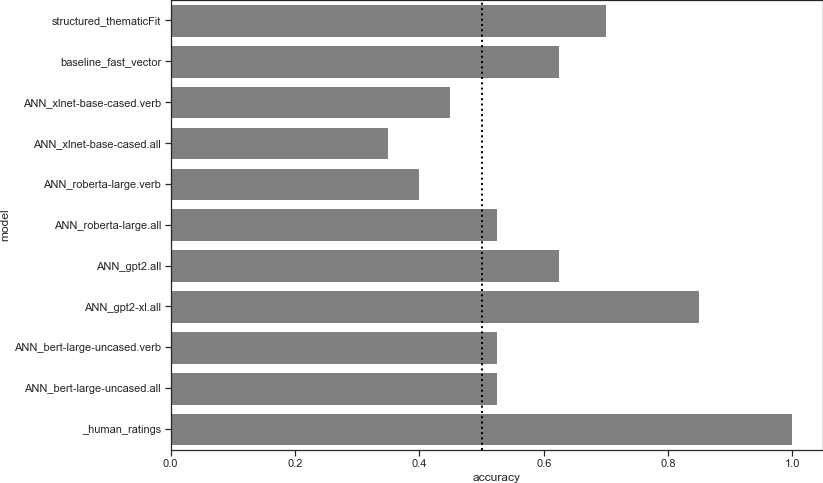 structured_thematicFit
baseline_fast_vector
ANN_xlnet-base-cased.verb
ANN_xlnet-base-cased.all
ANN_roberta-large.verb
ANN_roberta-large.all
ANN_gpt2.all
ANN_gpt2-xl.all
ANN_bert-large-uncased.verb
ANN_bert-large-uncased.all
_human_ratings
model
0.0 0.2 0.4 0.6 0.8 1.0
accuracy